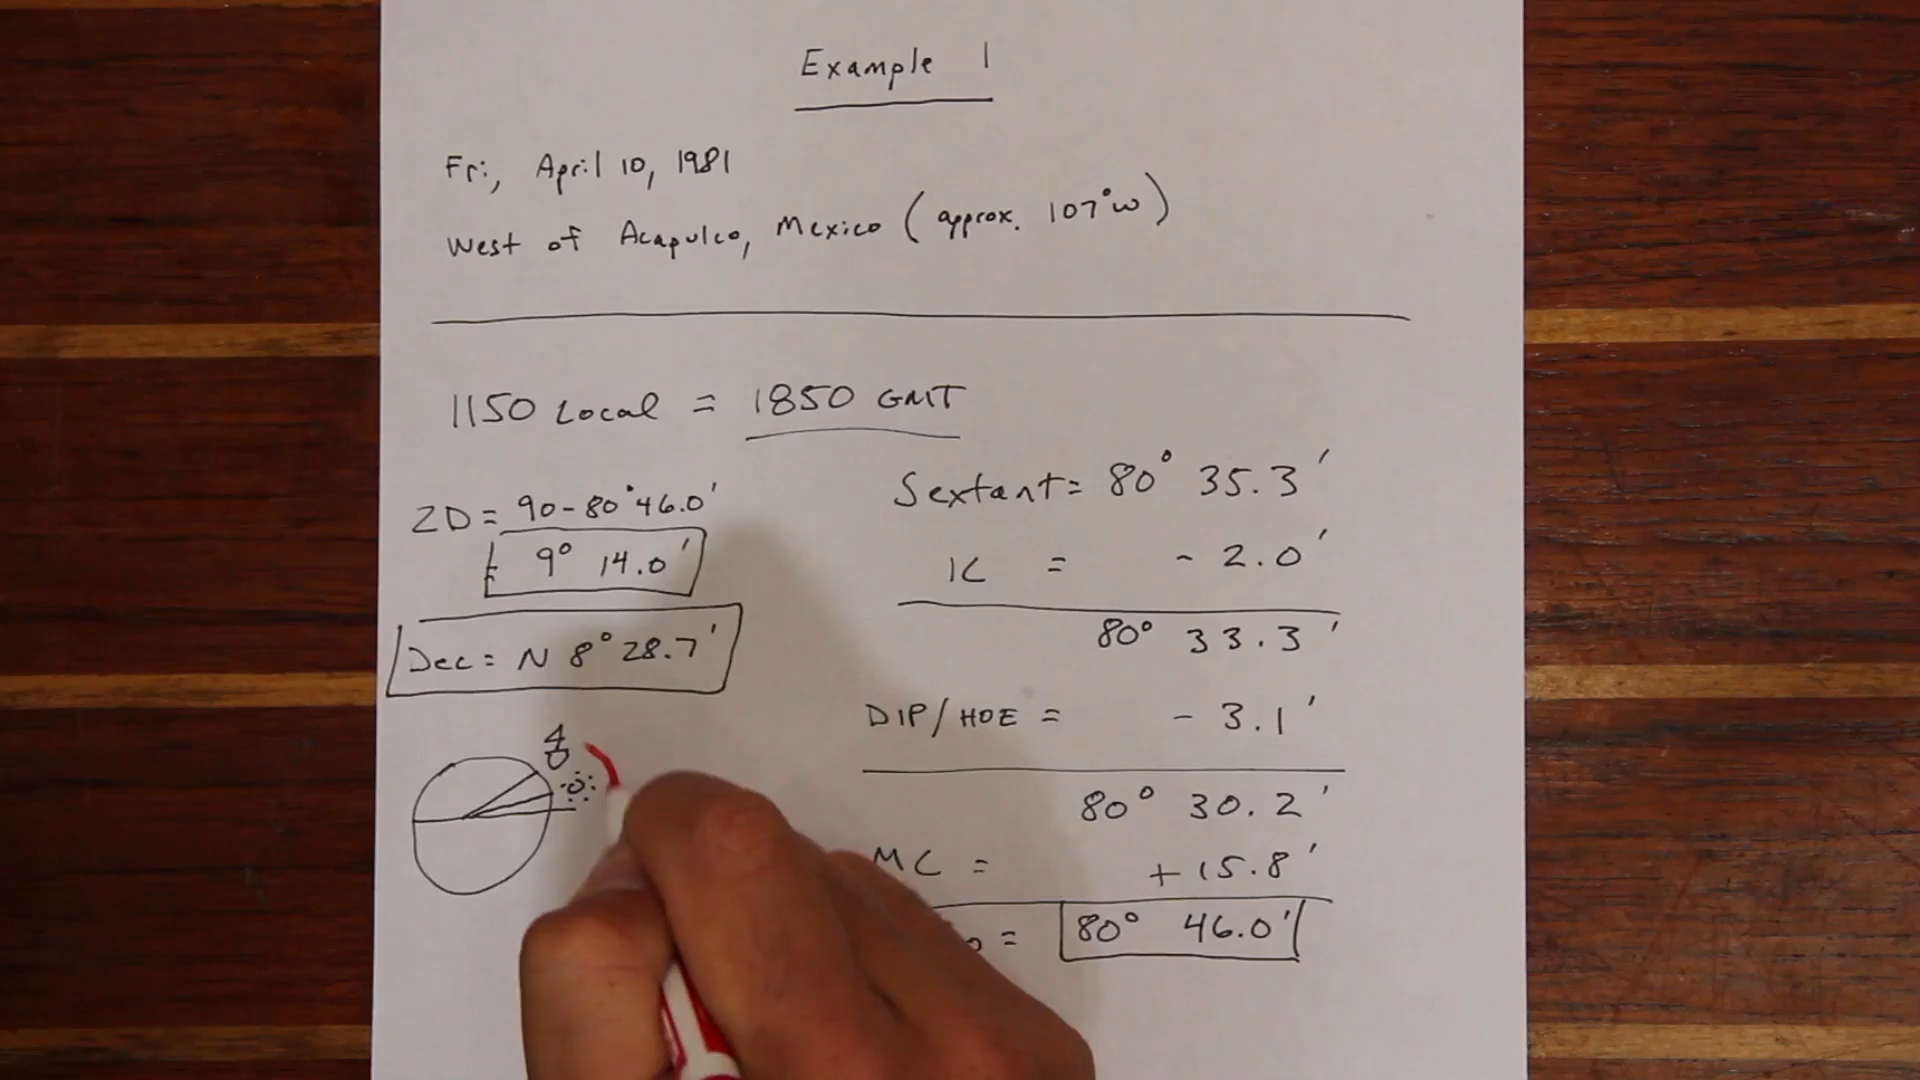 Example 1
Fri, April 10, 1981
West of Acapulco, Mexico (approx. 107°W)
1150 Local = 1850 GMT
ZD = 90 - 80°46.0'
9° 14.0'
Dec = N 8° 28.7'
Sextant = 80° 35.3'
IC = - 2.0'
80° 33.3'
DIP/HOE = - 3.1'
80° 30.2'
MC = + 15.8'
= 80° 46.0'